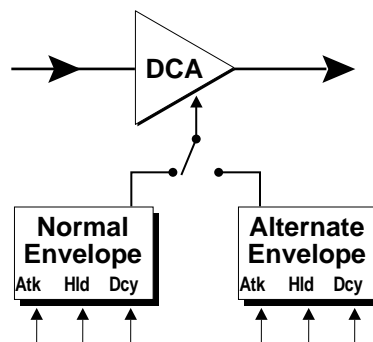 DCA
Normal
Envelope
Atk Hld Dcy
Alternate
Envelope
Atk Hld Dcy